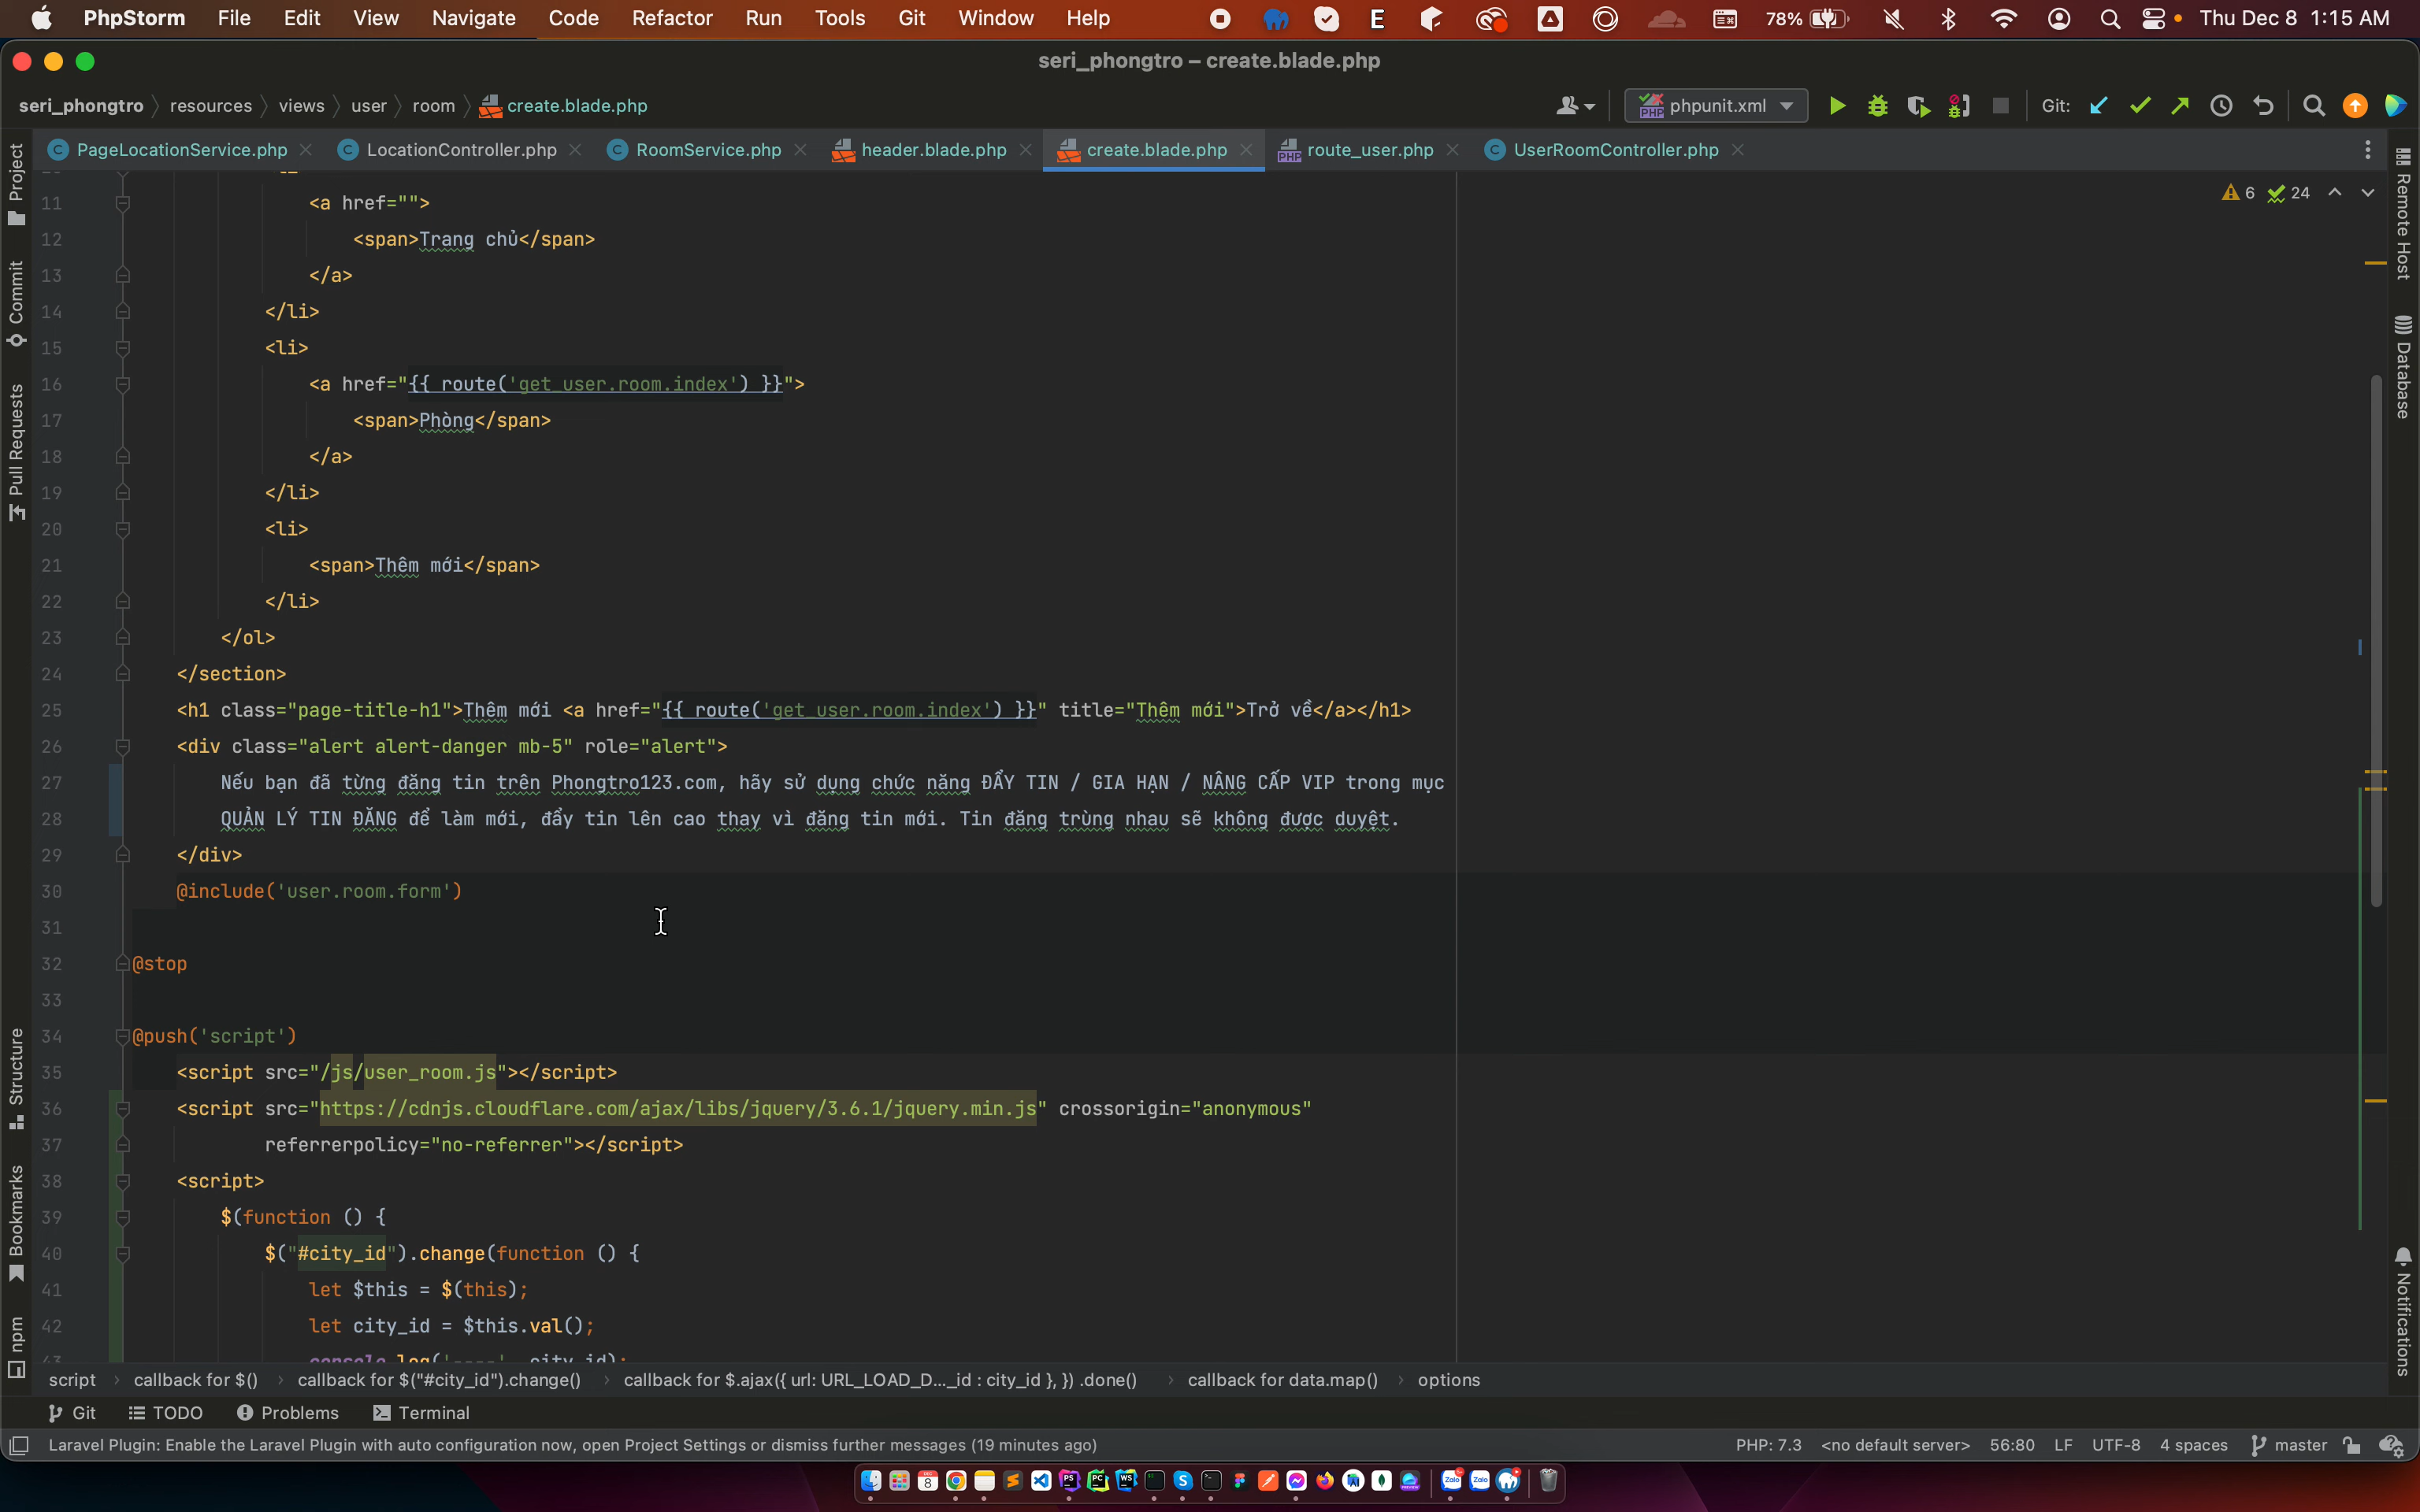 PhpStorm File Edit View Navigate Code Refactor Run Tools Git Window Help 78% Thu Dec 8 1:15 AM
seri_phongtro – create.blade.php
seri_phongtro resources views user room create.blade.php phpunit.xml Git:
PageLocationService.php LocationController.php RoomService.php header.blade.php create.blade.php route_user.php UserRoomController.php
6 24
11 <a href="">
12 <span>Trang chủ</span>
13 </a>
14 </li>
15 <li>
16 <a href="{{ route('get_user.room.index') }}">
17 <span>Phòng</span>
18 </a>
19 </li>
20 <li>
21 <span>Thêm mới</span>
22 </li>
23 </ol>
24 </section>
25 <h1 class="page-title-h1">Thêm mới <a href="{{ route('get_user.room.index') }}" title="Thêm mới">Trở về</a></h1>
26 <div class="alert alert-danger mb-5" role="alert">
27 Nếu bạn đã từng đăng tin trên Phongtro123.com, hãy sử dụng chức năng ĐẨY TIN / GIA HẠN / NÂNG CẤP VIP trong mục
28 QUẢN LÝ TIN ĐĂNG để làm mới, đẩy tin lên cao thay vì đăng tin mới. Tin đăng trùng nhau sẽ không được duyệt.
29 </div>
30 @include('user.room.form')
31
32 @stop
33
34 @push('script')
35 <script src="/js/user_room.js"></script>
36 <script src="https://cdnjs.cloudflare.com/ajax/libs/jquery/3.6.1/jquery.min.js" crossorigin="anonymous"
37 referrerpolicy="no-referrer"></script>
38 <script>
39 $(function () {
40 $("#city_id").change(function () {
41 let $this = $(this);
42 let city_id = $this.val();
Project
Commit
Pull Requests
Structure
Bookmarks
npm
Remote Host
Database
Notifications
script callback for $() callback for $("#city_id").change() callback for $.ajax({ url: URL_LOAD_D..._id : city_id }, }) .done() callback for data.map() options
Git TODO Problems Terminal
Laravel Plugin: Enable the Laravel Plugin with auto configuration now, open Project Settings or dismiss further messages (19 minutes ago) PHP: 7.3 <no default server> 56:80 LF UTF-8 4 spaces master